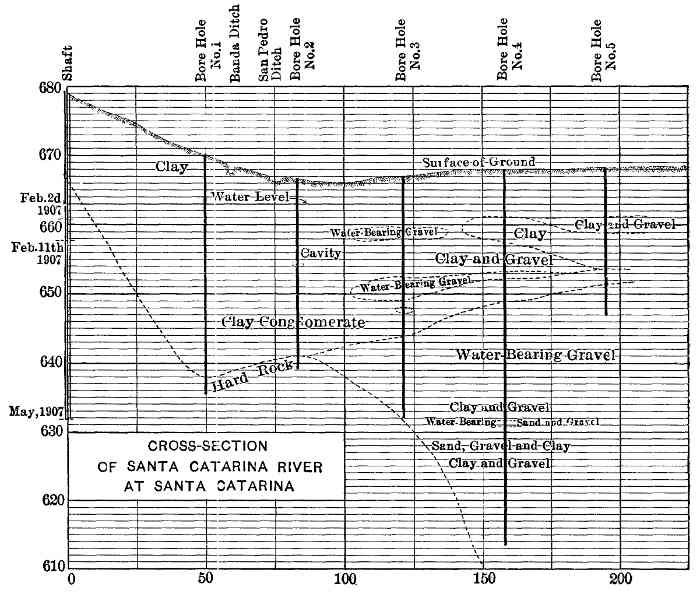 Shaft
Bore Hole
No.1
Banda Ditch
San Pedro
Ditch
Bore Hole
No.2
Bore Hole
No.3
Bore Hole
No.4
Bore Hole
No.5
680
670
Feb.2d
1907
660
Feb.11th
1907
650
640
May,1907
630
620
610
Clay
Surface of Ground
Water Level
Water-Bearing Gravel
Clay
Clay and Gravel
Cavity
Clay and Gravel
Water-Bearing Gravel
Clay Conglomerate
Hard Rock
Water-Bearing Gravel
Clay and Gravel
Water-Bearing Sand and Gravel
Sand, Gravel and Clay
Clay and Gravel
CROSS-SECTION
OF SANTA CATARINA RIVER
AT SANTA CATARINA
0 50 100 150 200